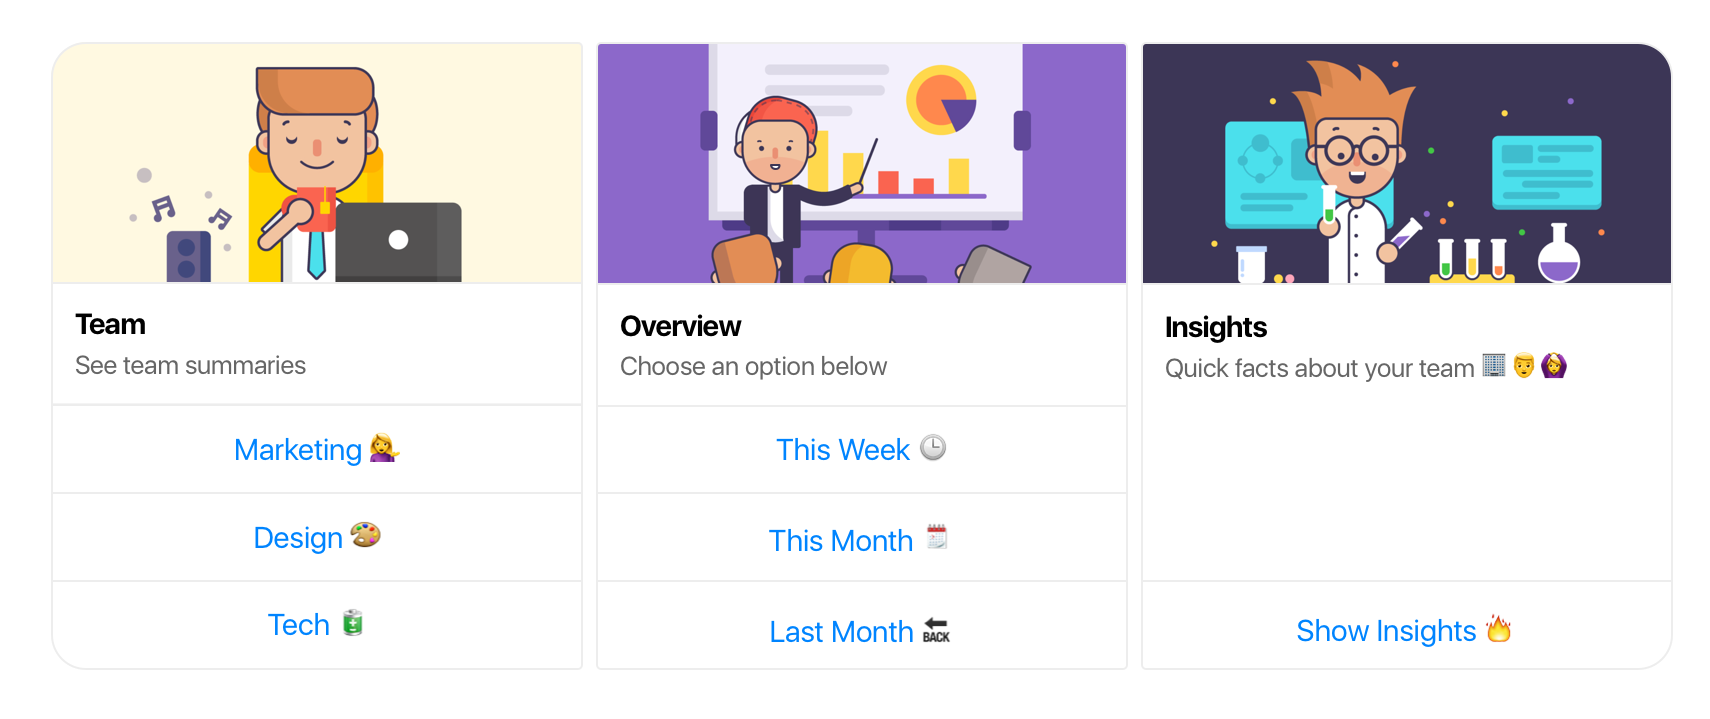 Team
See team summaries
Marketing 💁‍♀️
Design 🎨
Tech 🔋
Overview
Choose an option below
This Week 🕒
This Month 🗓
Last Month 🔙
Insights
Quick facts about your team 🏢👨🙆‍♀️
Show Insights 🔥